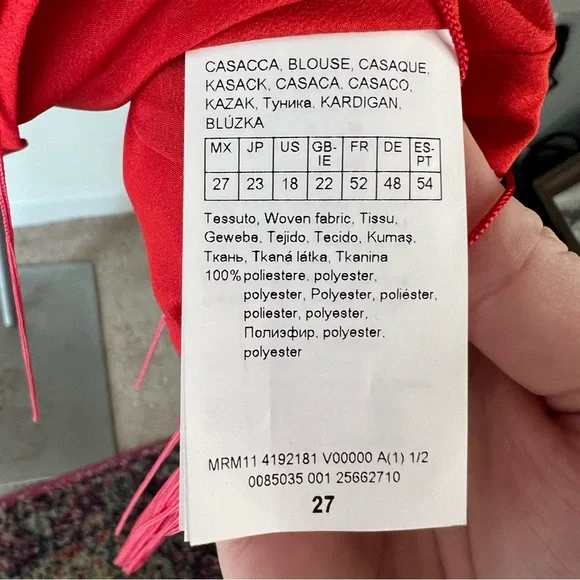 CASACCA, BLOUSE, CASAQUE,
KASACK, CASACA, CASACO,
KAZAK, Туника, KARDIGAN,
BLÚZKA
MX JP US GB-IE FR DE ES-PT
27 23 18 22 52 48 54
Tessuto, Woven fabric, Tissu,
Gewebe, Tejido, Tecido, Kumaş,
Ткань, Tkaná látka, Tkanina
100% poliestere, polyester,
polyester, Polyester, poliéster,
poliester, polyester,
Полиэфир, polyester,
polyester
MRM11 4192181 V00000 A(1) 1/2
0085035 001 25662710
27